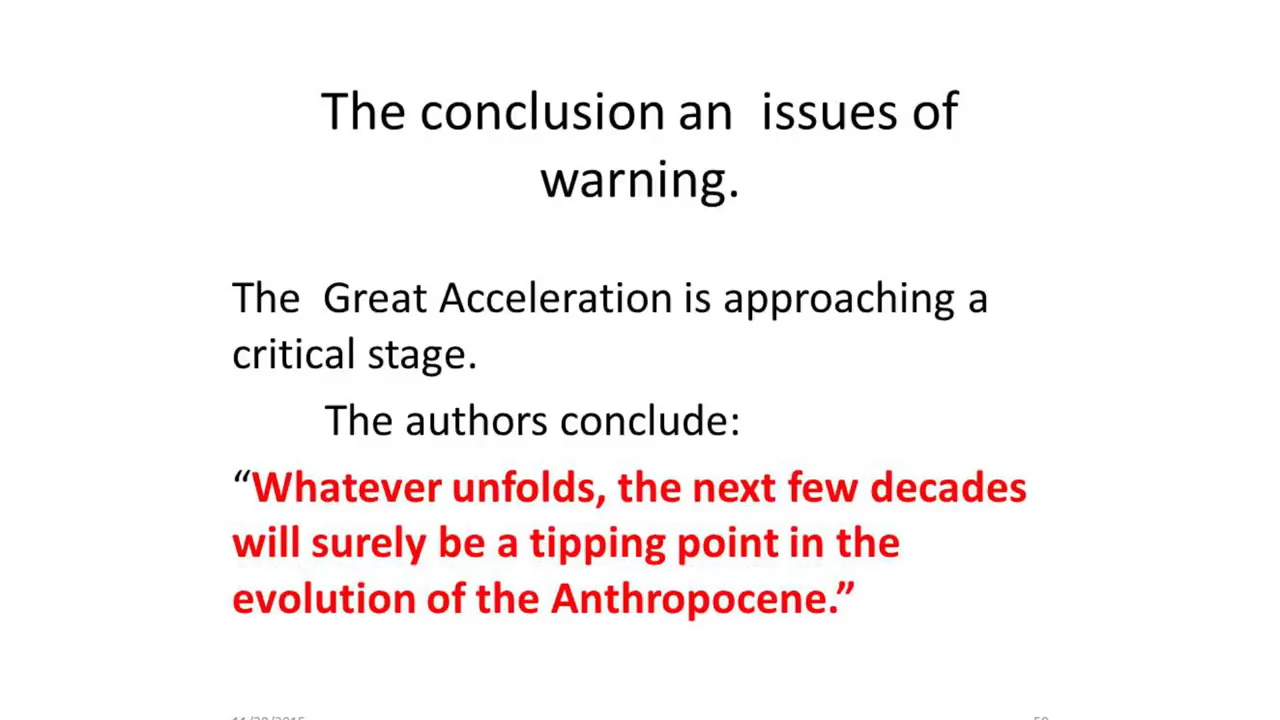 The conclusion an  issues of
warning.
The  Great Acceleration is approaching a
critical stage.
The authors conclude:
“Whatever unfolds, the next few decades
will surely be a tipping point in the
evolution of the Anthropocene.”